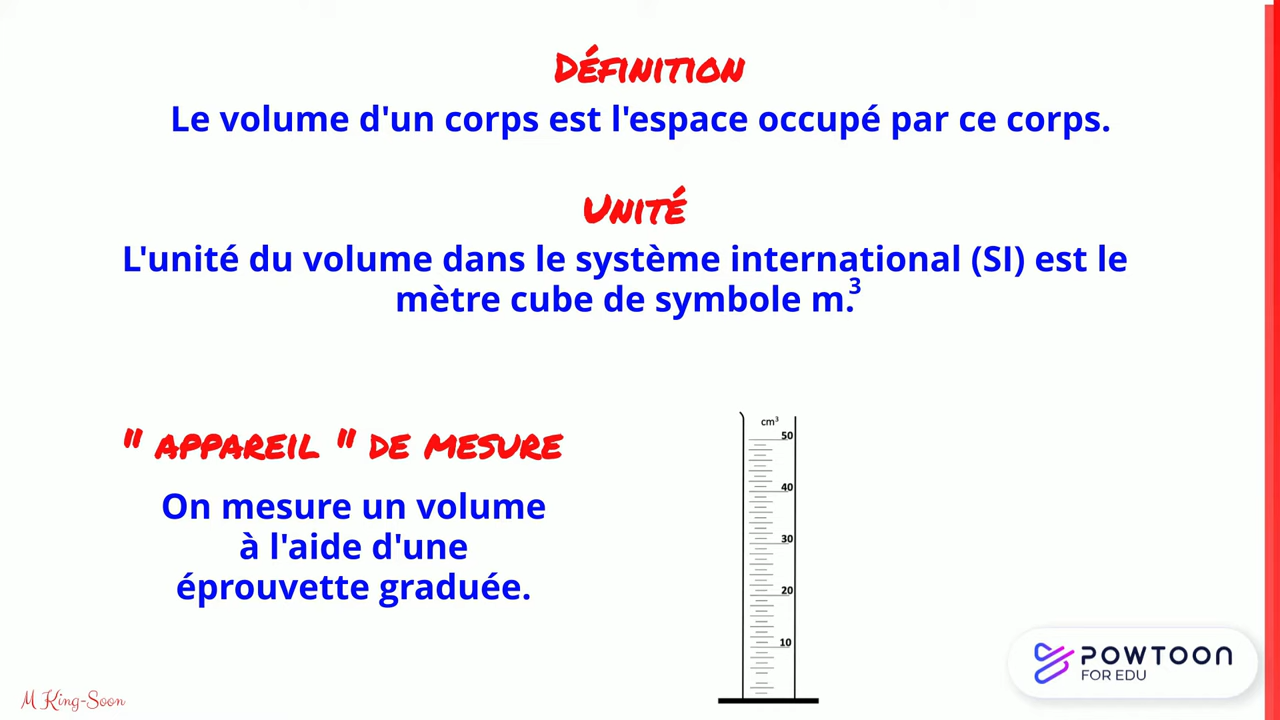 Définition
Le volume d'un corps est l'espace occupé par ce corps.
Unité
L'unité du volume dans le système international (SI) est le
mètre cube de symbole m.³
" appareil " de mesure
On mesure un volume
à l'aide d'une
éprouvette graduée.
cm³
50
40
30
20
10
POWTOON
FOR EDU
M King-Soon